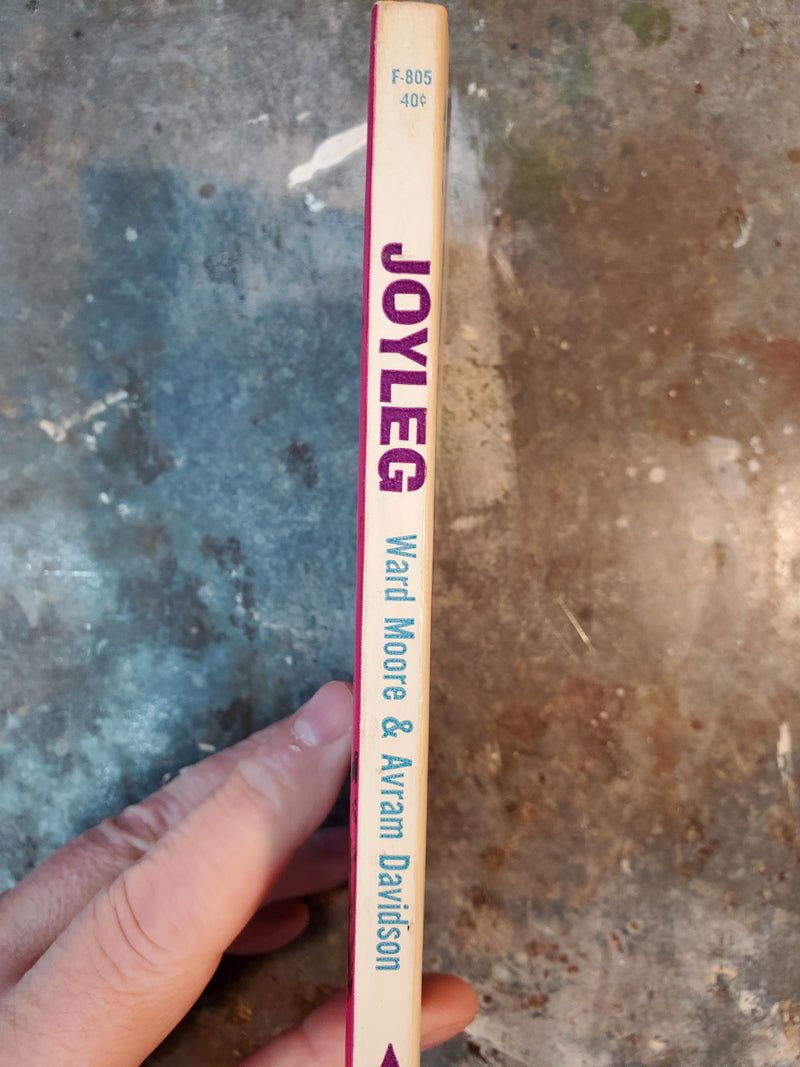 F-805
40¢
JOYLEG
Ward Moore & Avram Davidson